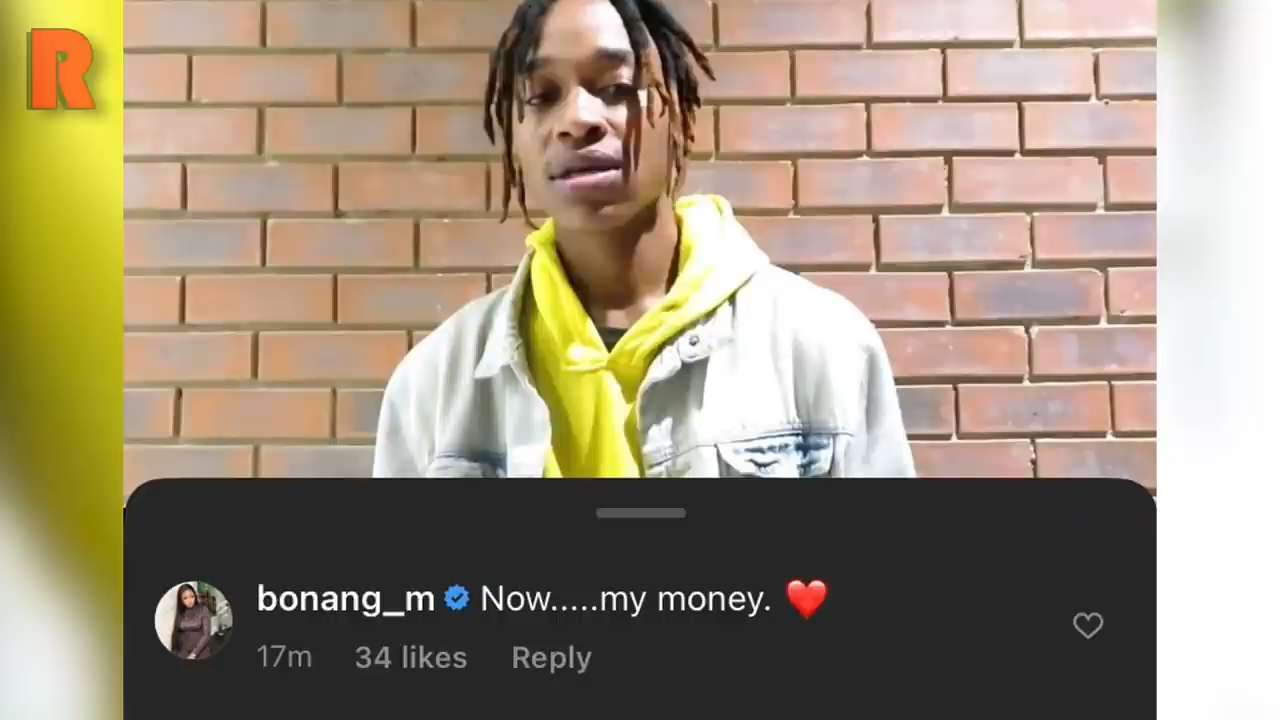 R
bonang_m Now.....my money. ❤️
17m 34 likes Reply